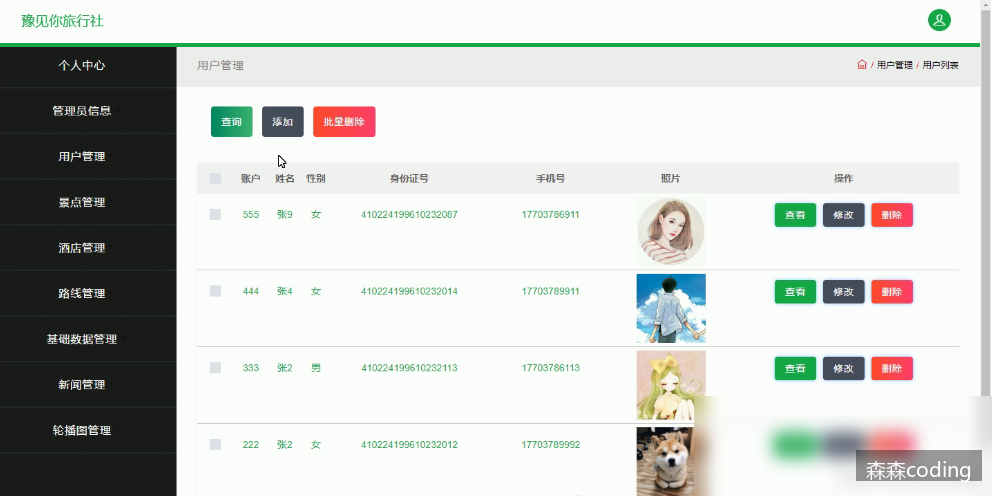 豫见你旅行社
个人中心
管理员信息
用户管理
景点管理
酒店管理
路线管理
基础数据管理
新闻管理
轮播图管理
用户管理
/ 用户管理 / 用户列表
查询 添加 批量删除
账户 姓名 性别 身份证号 手机号 照片 操作
555 张9 女 410224199610232087 17703786911 查看 修改 删除
444 张4 女 410224199610232014 17703789911 查看 修改 删除
333 张2 男 410224199610232113 17703786113 查看 修改 删除
222 张2 女 410224199610232012 17703789992
森森coding